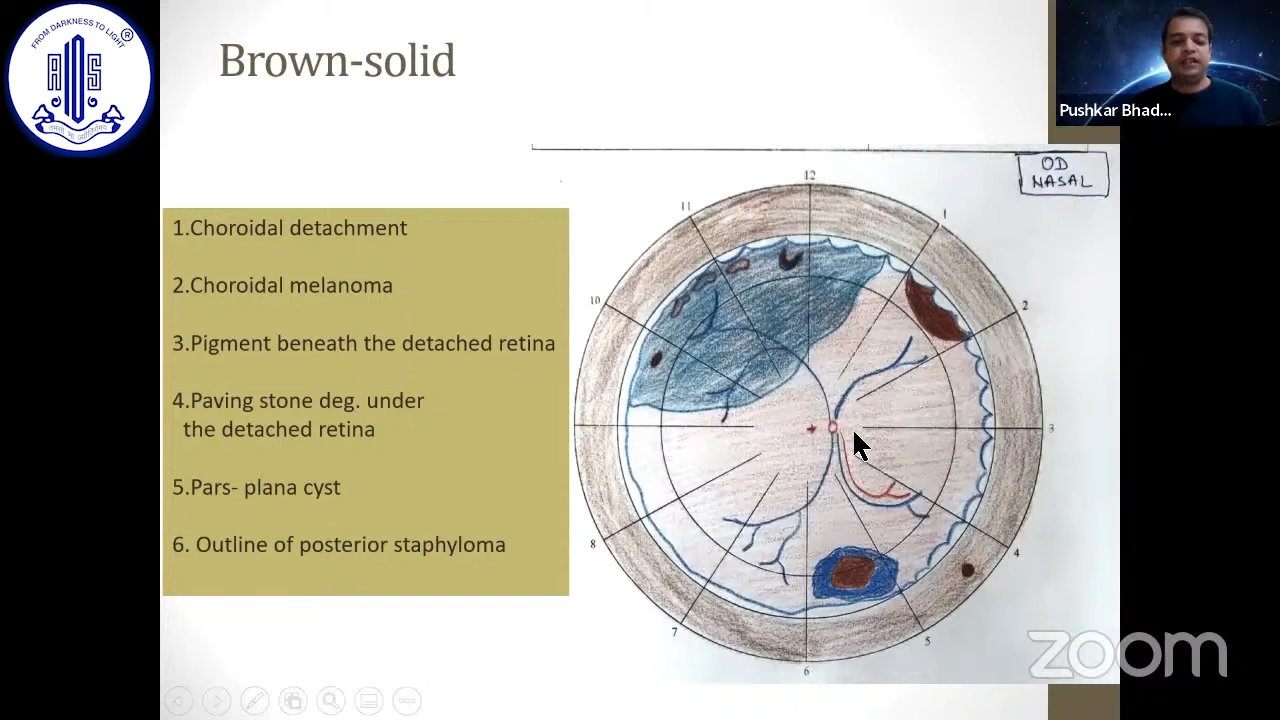 FROM DARKNESS TO LIGHT
®
Brown-solid
Pushkar Bhad...
1.Choroidal detachment
2.Choroidal melanoma
3.Pigment beneath the detached retina
4.Paving stone deg. under
the detached retina
5.Pars- plana cyst
6. Outline of posterior staphyloma
OD
NASAL
12
11
1
10
2
3
8
4
7
5
6
zoom